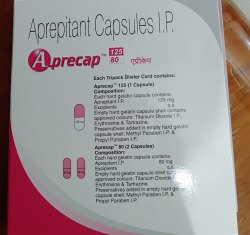 Aprepitant Capsules I.P.
Aprecap™ 125
80 एप्रीकैप
Each Tripack Blister Card contains:
Aprecap™ 125 (1 Capsule)
Composition:
Each hard gelatin capsule contains:
Aprepitant I.P. 125 mg
Excipients q.s.
Empty hard gelatin capsule shell contains
approved colours: Titanium Dioxide I.P.,
Erythrosine & Tartrazine.
Preservatives added in empty hard gelatin
capsule shell: Methyl Paraben I.P. &
Propyl Paraben I.P.
Aprecap™ 80 (2 Capsules)
Composition:
Each hard gelatin capsule contains:
Aprepitant I.P. 80 mg
Excipients q.s.
Empty hard gelatin capsule shell contains
approved colours: Titanium Dioxide I.P.,
Erythrosine & Tartrazine.
Preservatives added in empty hard gelatin
capsule shell: Methyl Paraben I.P. &
Propyl Paraben I.P.